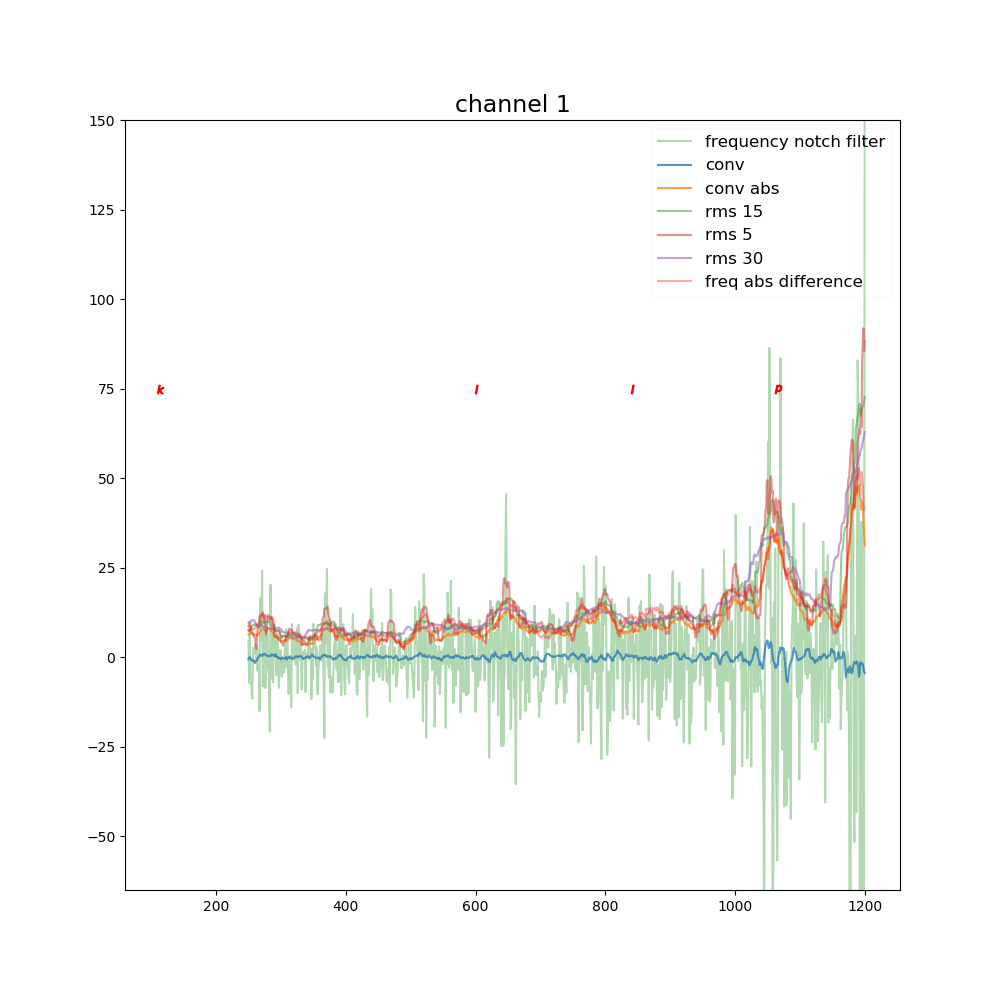 channel 1
150
frequency notch filter
conv
conv abs
rms 15
rms 5
rms 30
freq abs difference
125
100
75
k l l p
50
25
0
−25
−50
200 400 600 800 1000 1200